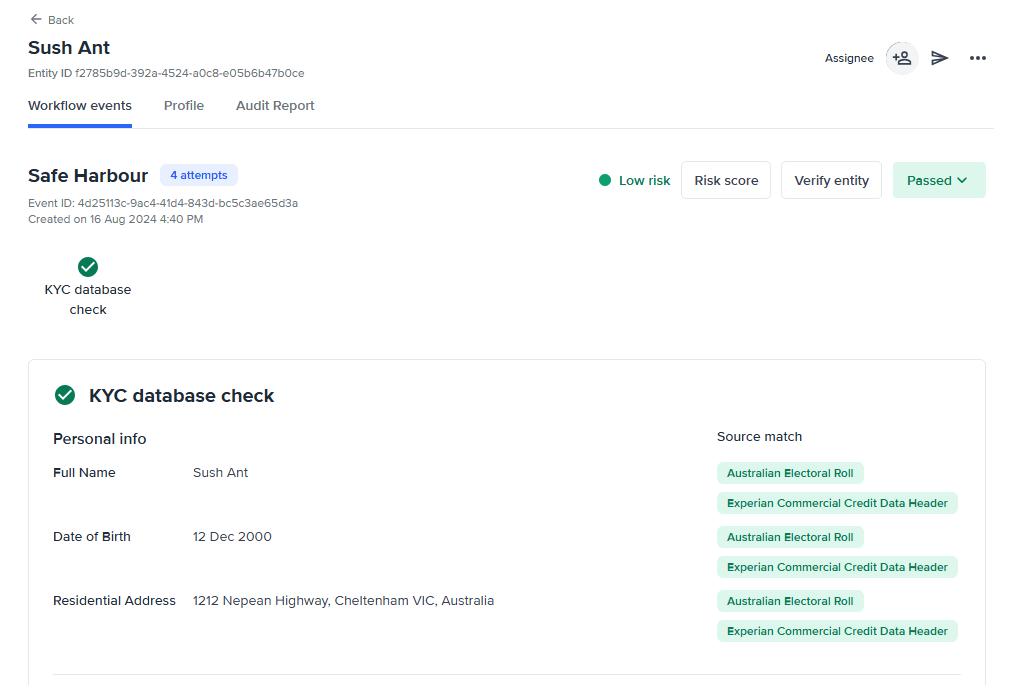 Back
Sush Ant
Entity ID f2785b9d-392a-4524-a0c8-e05b6b47b0ce
Assignee
Workflow events Profile Audit Report
Safe Harbour 4 attempts
Low risk Risk score Verify entity Passed
Event ID: 4d25113c-9ac4-41d4-843d-bc5c3ae65d3a
Created on 16 Aug 2024 4:40 PM
KYC database
check
KYC database check
Personal info Source match
Full Name Sush Ant Australian Electoral Roll
Experian Commercial Credit Data Header
Date of Birth 12 Dec 2000 Australian Electoral Roll
Experian Commercial Credit Data Header
Residential Address 1212 Nepean Highway, Cheltenham VIC, Australia Australian Electoral Roll
Experian Commercial Credit Data Header